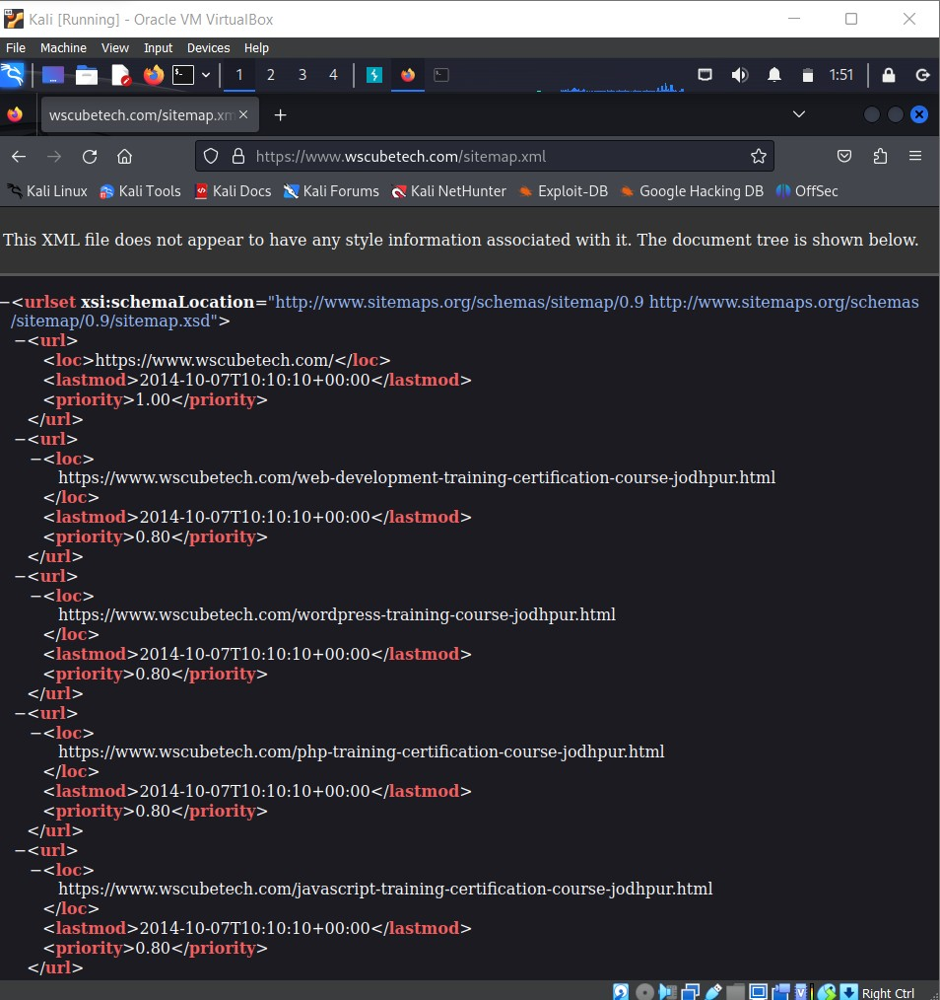 Kali [Running] - Oracle VM VirtualBox
File Machine View Input Devices Help
1 2 3 4 1:51
wscubetech.com/sitemap.xm
https://www.wscubetech.com/sitemap.xml
Kali Linux Kali Tools Kali Docs Kali Forums Kali NetHunter Exploit-DB Google Hacking DB OffSec
This XML file does not appear to have any style information associated with it. The document tree is shown below.
−<urlset xsi:schemaLocation="http://www.sitemaps.org/schemas/sitemap/0.9 http://www.sitemaps.org/schemas
/sitemap/0.9/sitemap.xsd">
−<url>
<loc>https://www.wscubetech.com/</loc>
<lastmod>2014-10-07T10:10:10+00:00</lastmod>
<priority>1.00</priority>
</url>
−<url>
−<loc>
https://www.wscubetech.com/web-development-training-certification-course-jodhpur.html
</loc>
<lastmod>2014-10-07T10:10:10+00:00</lastmod>
<priority>0.80</priority>
</url>
−<url>
−<loc>
https://www.wscubetech.com/wordpress-training-course-jodhpur.html
</loc>
<lastmod>2014-10-07T10:10:10+00:00</lastmod>
<priority>0.80</priority>
</url>
−<url>
−<loc>
https://www.wscubetech.com/php-training-certification-course-jodhpur.html
</loc>
<lastmod>2014-10-07T10:10:10+00:00</lastmod>
<priority>0.80</priority>
</url>
−<url>
−<loc>
https://www.wscubetech.com/javascript-training-certification-course-jodhpur.html
</loc>
<lastmod>2014-10-07T10:10:10+00:00</lastmod>
<priority>0.80</priority>
</url>
Right Ctrl